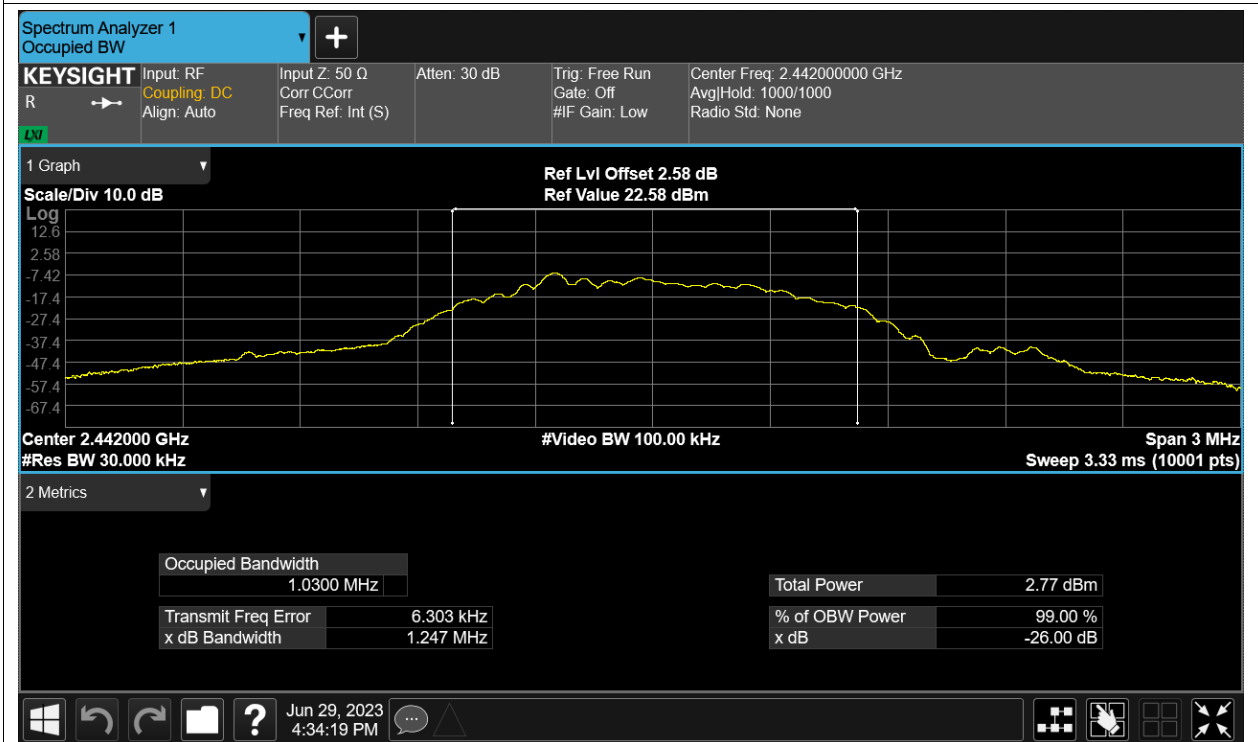 Spectrum Analyzer 1
Occupied BW
KEYSIGHT
R
LXI
Input: RF
Coupling: DC
Align: Auto
Input Z: 50 Ω
Corr CCorr
Freq Ref: Int (S)
Atten: 30 dB
Trig: Free Run
Gate: Off
#IF Gain: Low
Center Freq: 2.442000000 GHz
Avg|Hold: 1000/1000
Radio Std: None
1 Graph
Scale/Div 10.0 dB
Ref Lvl Offset 2.58 dB
Ref Value 22.58 dBm
Log
12.6
2.58
-7.42
-17.4
-27.4
-37.4
-47.4
-57.4
-67.4
Center 2.442000 GHz
#Res BW 30.000 kHz
#Video BW 100.00 kHz
Span 3 MHz
Sweep 3.33 ms (10001 pts)
2 Metrics
Occupied Bandwidth
1.0300 MHz
Transmit Freq Error 6.303 kHz
x dB Bandwidth 1.247 MHz
Total Power 2.77 dBm
% of OBW Power 99.00 %
x dB -26.00 dB
?
Jun 29, 2023
4:34:19 PM